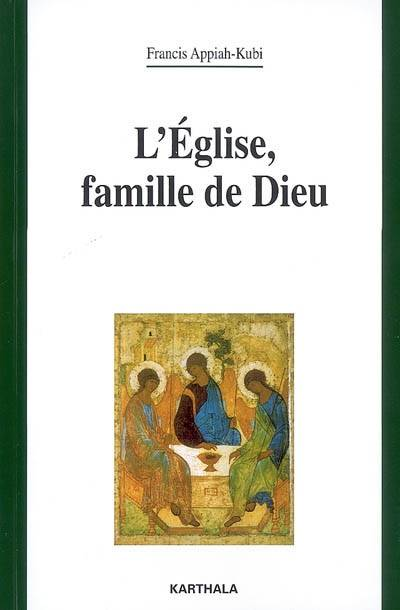 Francis Appiah-Kubi
L'Église,
famille de Dieu
KARTHALA